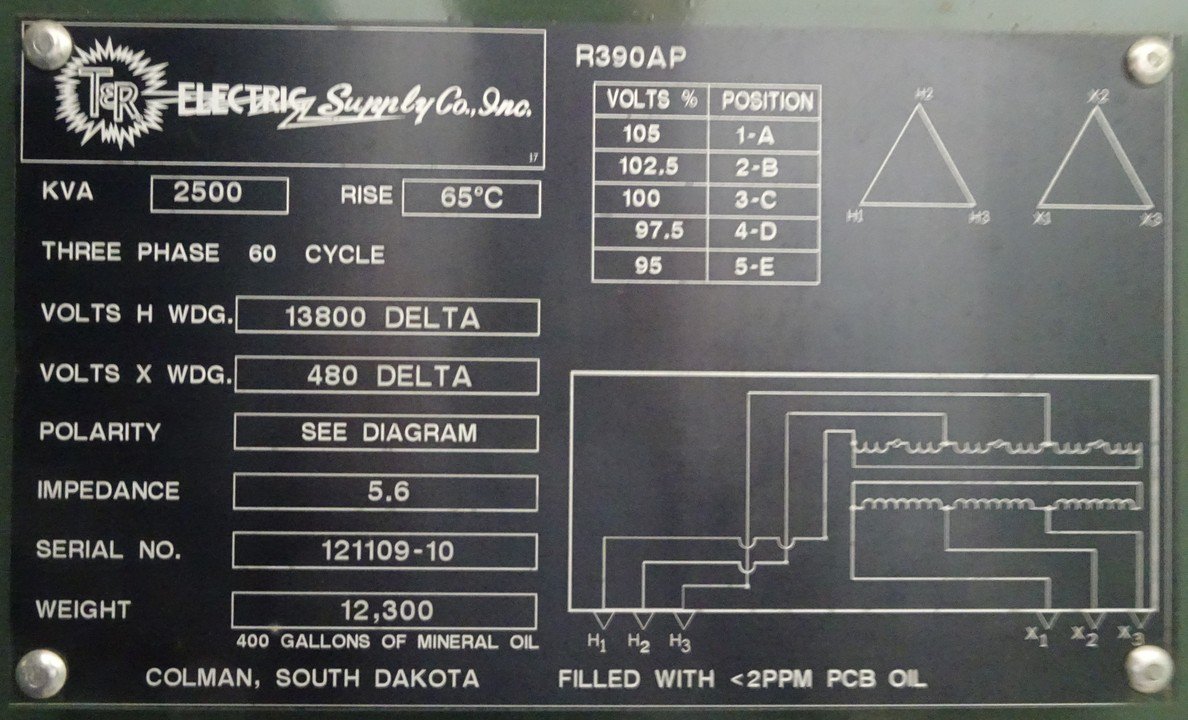 T&R ELECTRIC Supply Co., Inc.
17
KVA 2500 RISE 65°C
THREE PHASE 60 CYCLE
VOLTS H WDG. 13800 DELTA
VOLTS X WDG. 480 DELTA
POLARITY SEE DIAGRAM
IMPEDANCE 5.6
SERIAL NO. 121109-10
WEIGHT 12,300
400 GALLONS OF MINERAL OIL
R390AP
VOLTS % POSITION
105 1-A
102.5 2-B
100 3-C
97.5 4-D
95 5-E
H2 X2
H1 H3 X1 X3
H1 H2 H3 X1 X2 X3
COLMAN, SOUTH DAKOTA FILLED WITH <2PPM PCB OIL